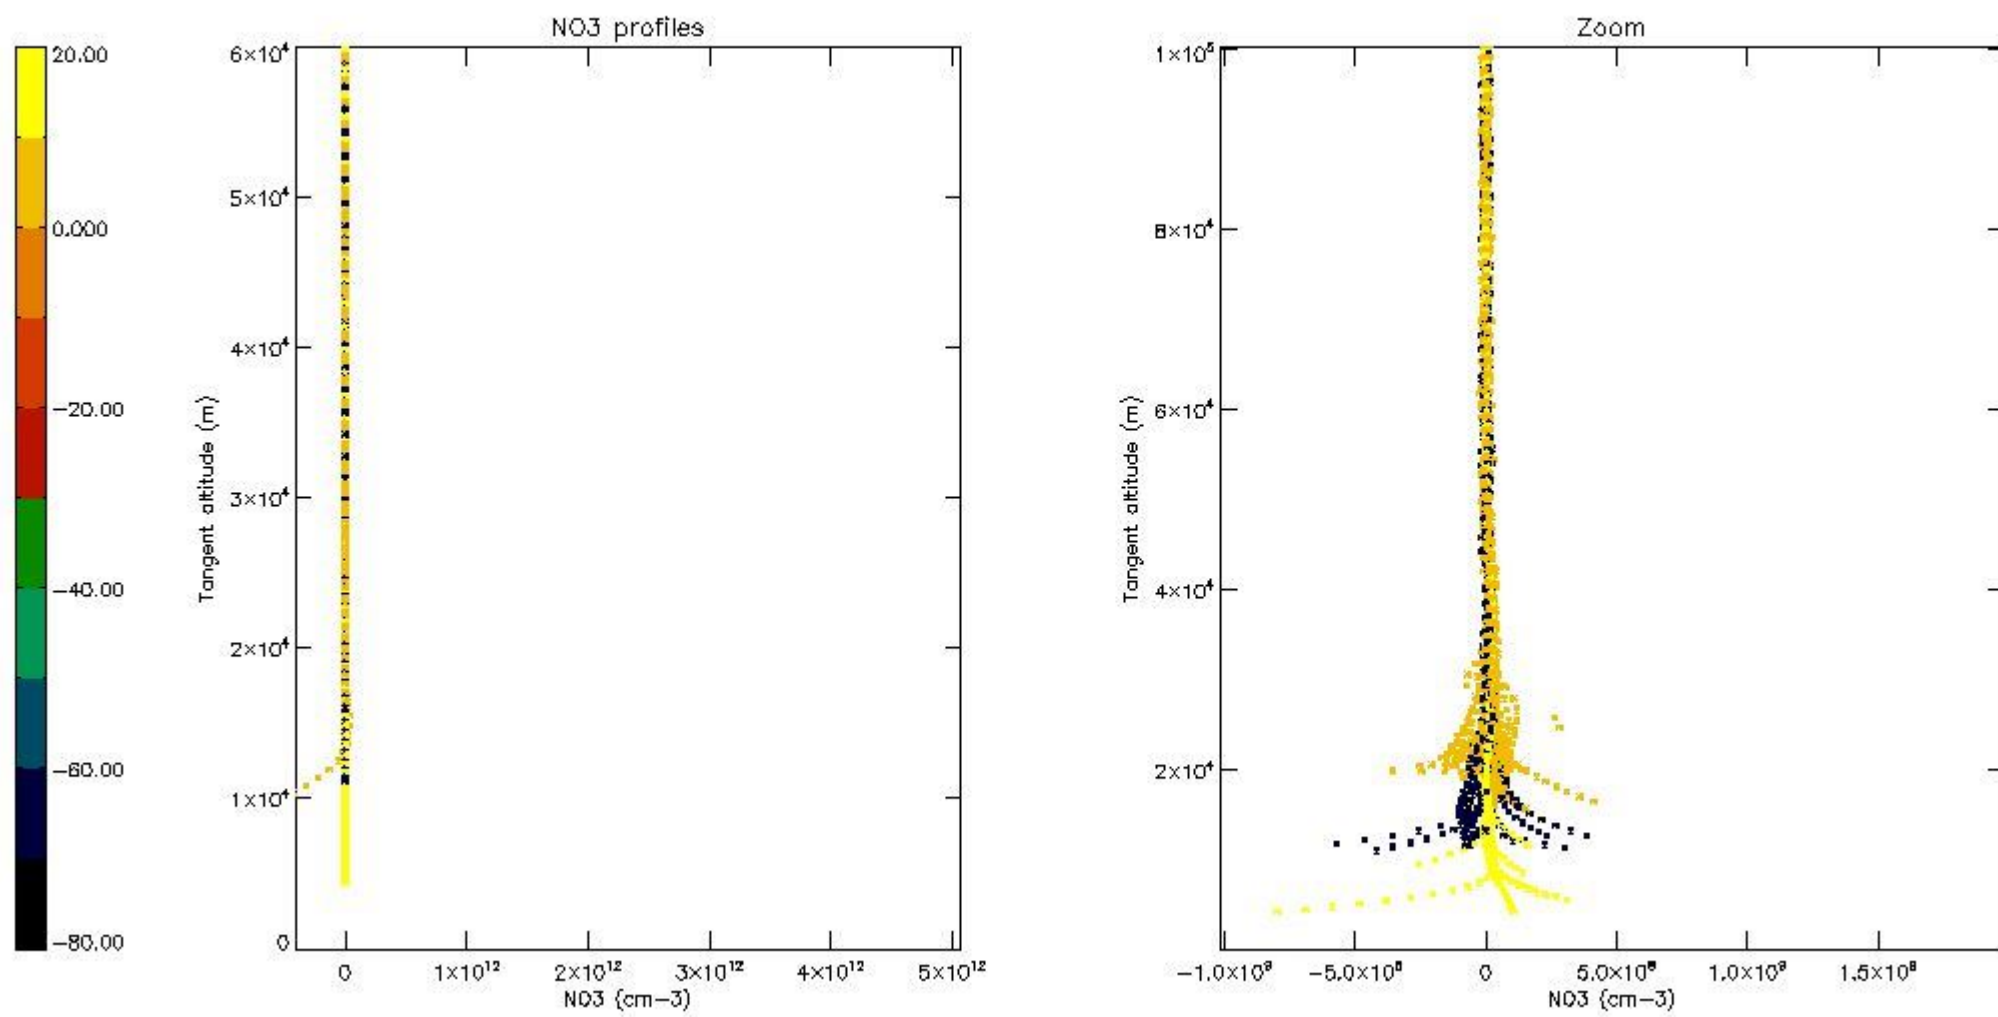 NO3 profiles
20.00
0.000
−20.00
−40.00
−60.00
−80.00
6×10⁴
5×10⁴
4×10⁴
3×10⁴
2×10⁴
1×10⁴
0
Tangent altitude (m)
0 1×10¹² 2×10¹² 3×10¹² 4×10¹² 5×10¹²
NO3 (cm−3)
Zoom
1×10⁵
8×10⁴
6×10⁴
4×10⁴
2×10⁴
Tangent altitude (m)
−1.0×10⁹ −5.0×10⁸ 0 5.0×10⁸ 1.0×10⁹ 1.5×10⁹
NO3 (cm−3)